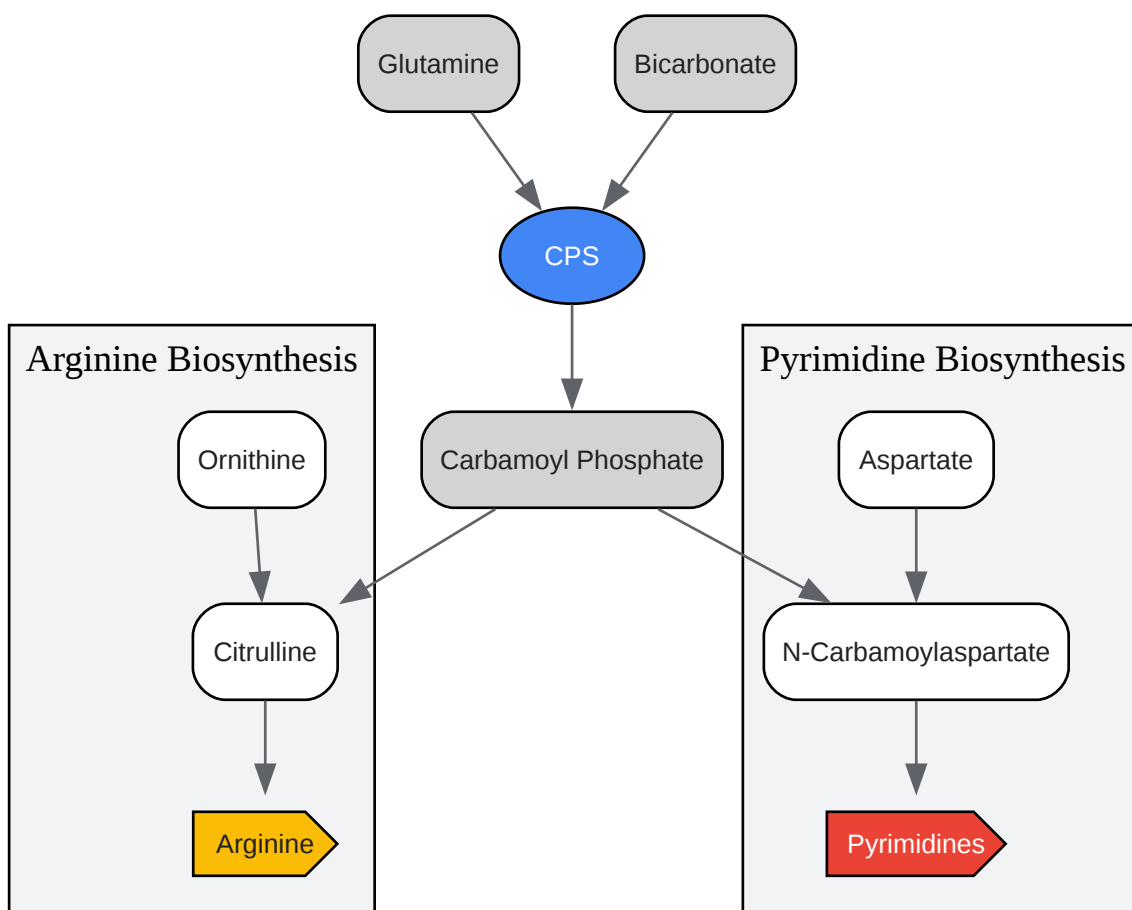 Glutamine
Bicarbonate
CPS
Arginine Biosynthesis
Pyrimidine Biosynthesis
Ornithine
Carbamoyl Phosphate
Aspartate
Citrulline
N-Carbamoylaspartate
Arginine
Pyrimidines